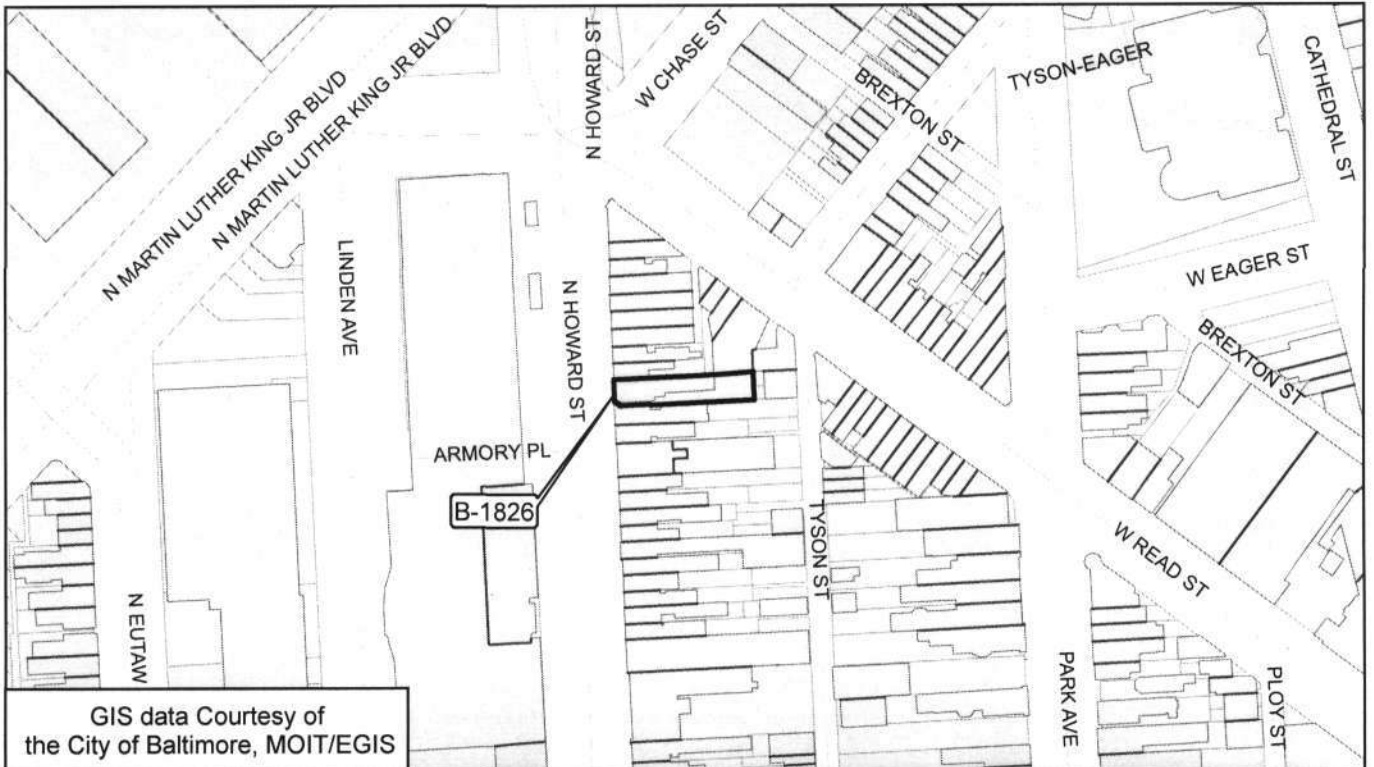 N MARTIN LUTHER KING JR BLVD
N MARTIN LUTHER KING JR BLVD
N HOWARD ST
W CHASE ST
BREXTON ST
TYSON-EAGER
CATHEDRAL ST
LINDEN AVE
N HOWARD ST
W EAGER ST
BREXTON ST
ARMORY PL
B-1826
TYSON ST
W READ ST
N EUTAW
PARK AVE
PLOY ST
GIS data Courtesy of
the City of Baltimore, MOIT/EGIS